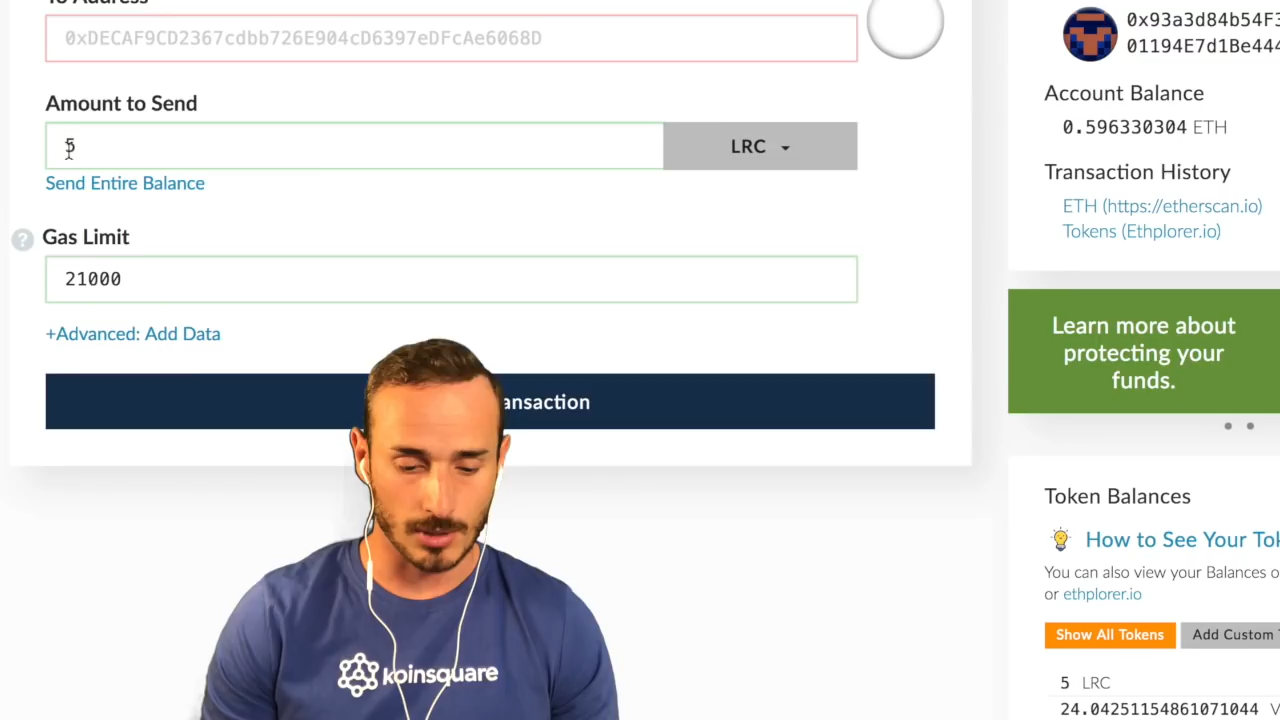 To Address
0xDECAF9CD2367cdbb726E904cD6397eDFcAe6068D
Amount to Send
5
LRC
Send Entire Balance
? Gas Limit
21000
+Advanced: Add Data
ansaction
koinsquare
0x93a3d84b54F3
01194E7d1Be444
Account Balance
0.596330304 ETH
Transaction History
ETH (https://etherscan.io)
Tokens (Ethplorer.io)
Learn more about
protecting your
funds.
Token Balances
How to See Your Tok
You can also view your Balances o
or ethplorer.io
Show All Tokens
Add Custom
5 LRC
24.04251154861071044